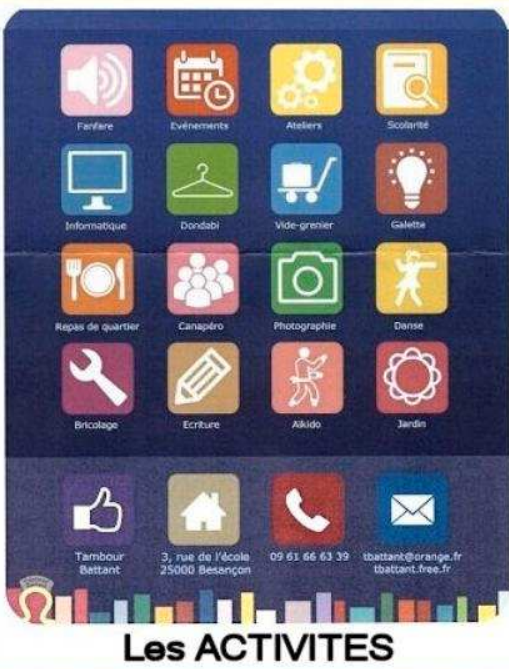 Fanfare
Evénements
Ateliers
Scolarité
Informatique
Dondabi
Vide-grenier
Galette
Repas de quartier
Canapéro
Photographie
Danse
Bricolage
Ecriture
Aïkido
Jardin
Tambour
Battant
3, rue de l'école
25000 Besançon
09 61 66 63 39
tbattant@orange.fr
tbattant.free.fr
Les ACTIVITES